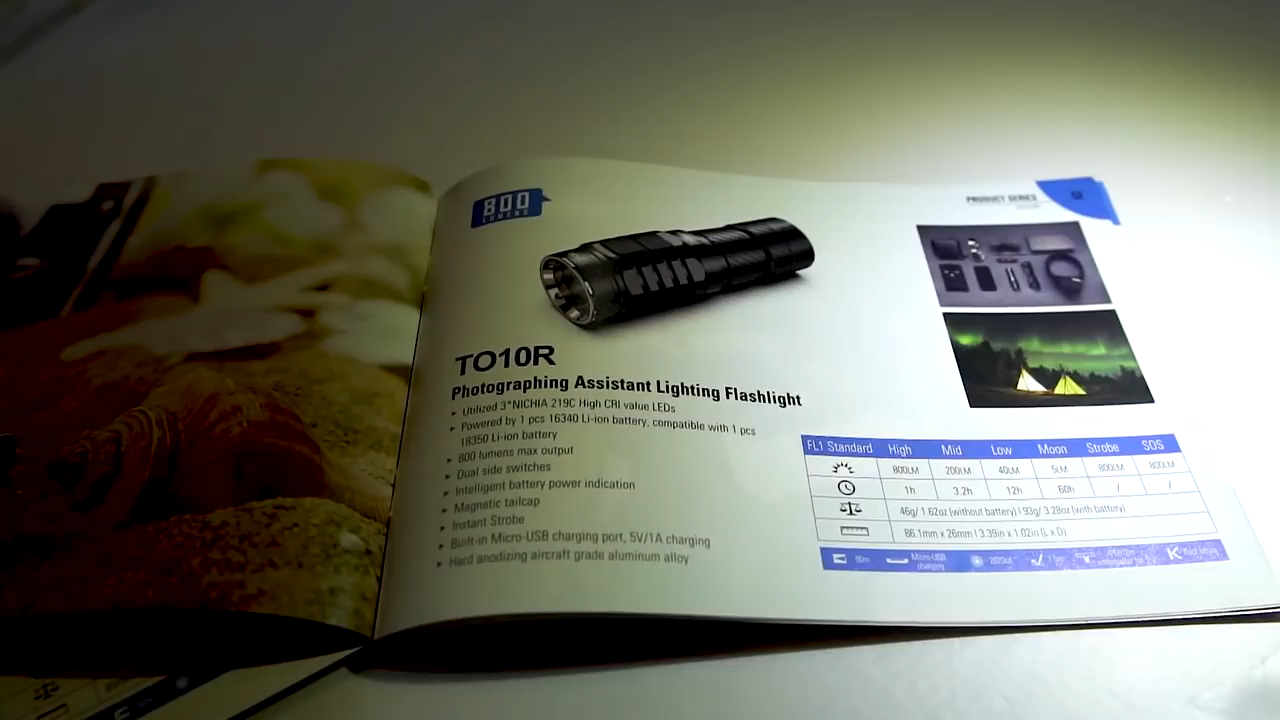 800
LUMENS
PRODUCT SERIES
TO10R
Photographing Assistant Lighting Flashlight
▸ Utilized 3*NICHIA 219C High CRI value LEDs
▸ Powered by 1 pcs 16340 Li-ion battery, compatible with 1 pcs
18350 Li-ion battery
▸ 800 lumens max output
▸ Dual side switches
▸ Intelligent battery power indication
▸ Magnetic tailcap
▸ Instant Strobe
▸ Built-in Micro-USB charging port, 5V/1A charging
▸ Hard anodizing aircraft grade aluminum alloy
FL1 Standard High Mid Low Moon Strobe SOS
800LM 200LM 40LM 5LM 800LM 800LM
1h 3.2h 12h 60h / /
46g/ 1.62oz (without battery) | 93g/ 3.28oz (with battery)
86.1mm x 26mm | 3.39in x 1.02in (L x D)
Micro-USB
charging